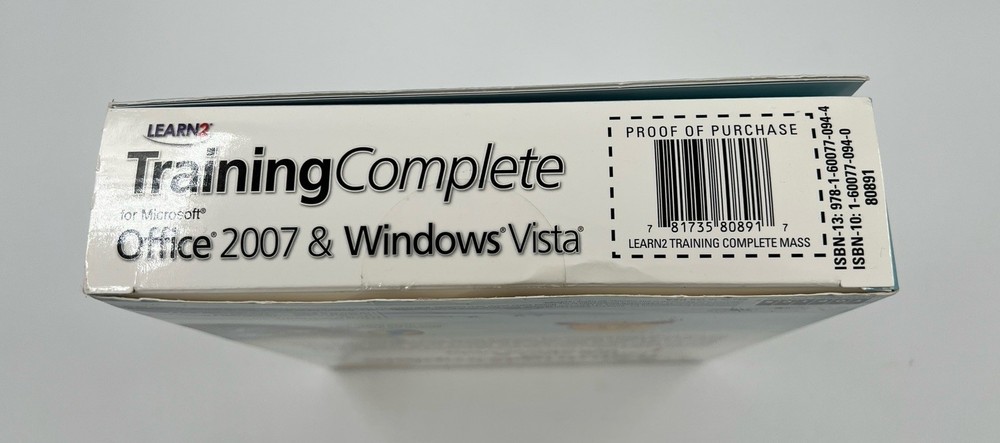 LEARN2®
TrainingComplete
for Microsoft®
Office® 2007 & Windows® Vista®
PROOF OF PURCHASE
7 81735 80891 7
LEARN2 TRAINING COMPLETE MASS
ISBN-13: 978-1-60077-094-4
ISBN-10: 1-60077-094-0
80891